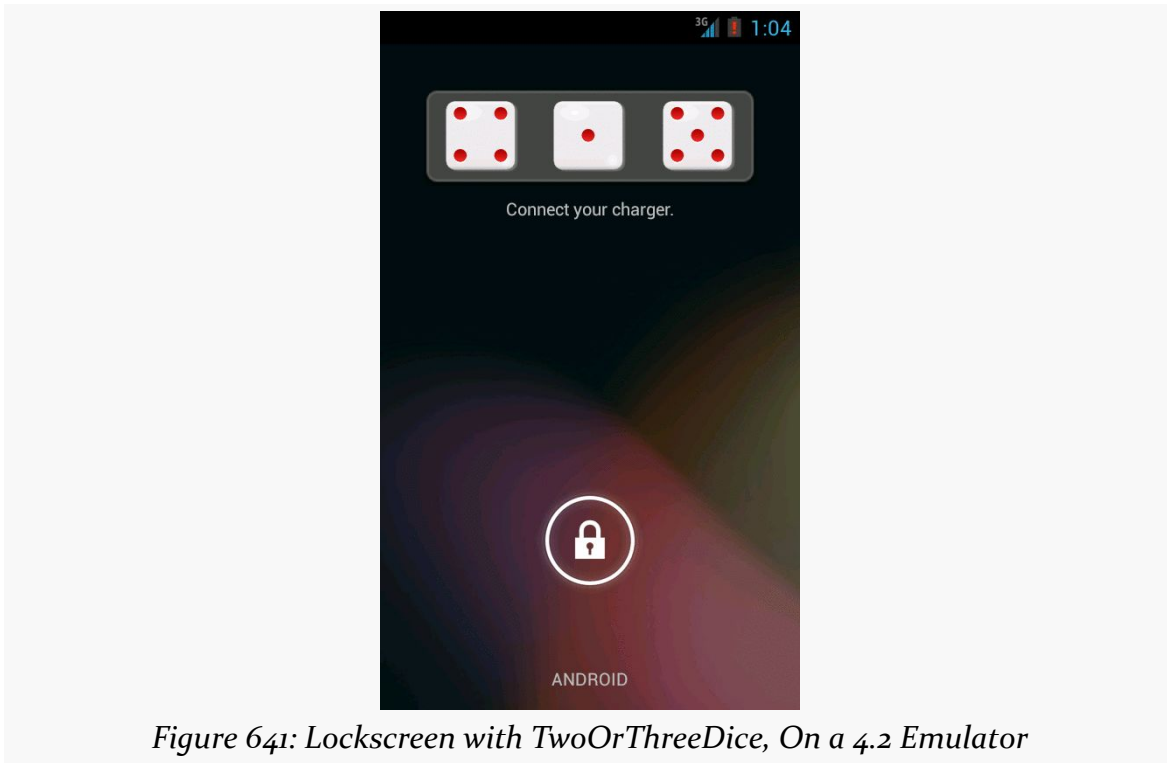 3G 1:04
Connect your charger.
ANDROID
Figure 641: Lockscreen with TwoOrThreeDice, On a 4.2 Emulator